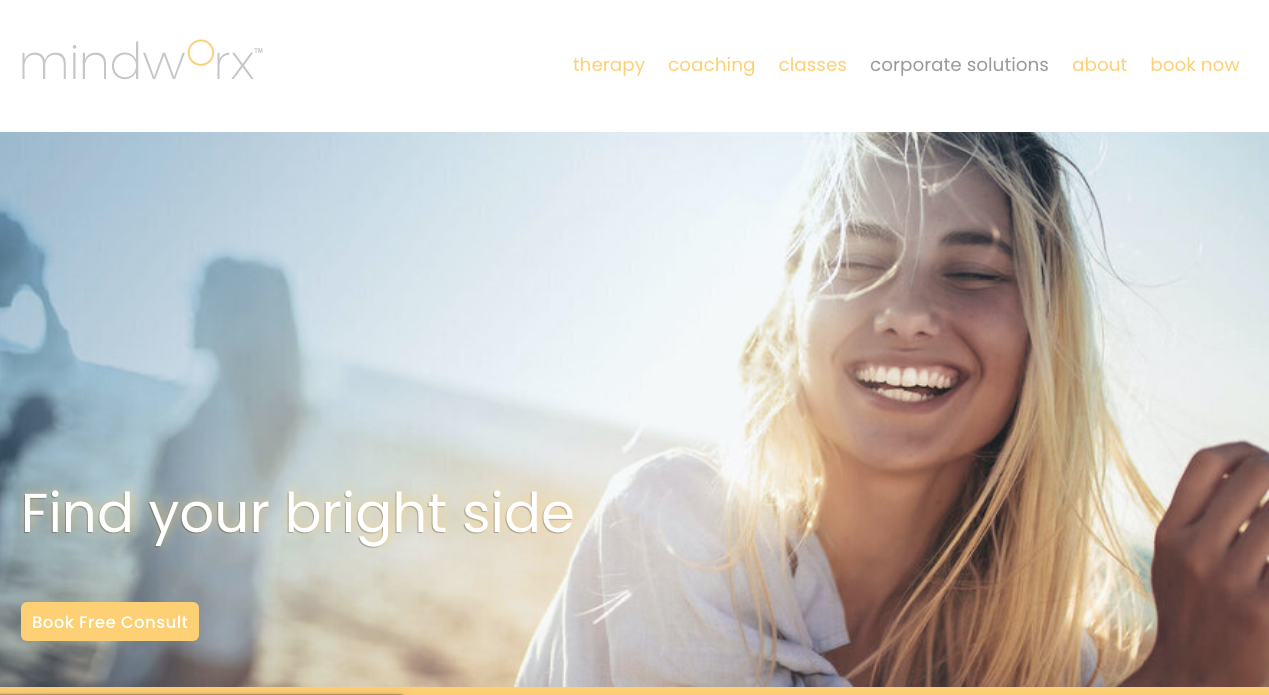 mindworx™
therapy coaching classes corporate solutions about book now
Find your bright side
Book Free Consult